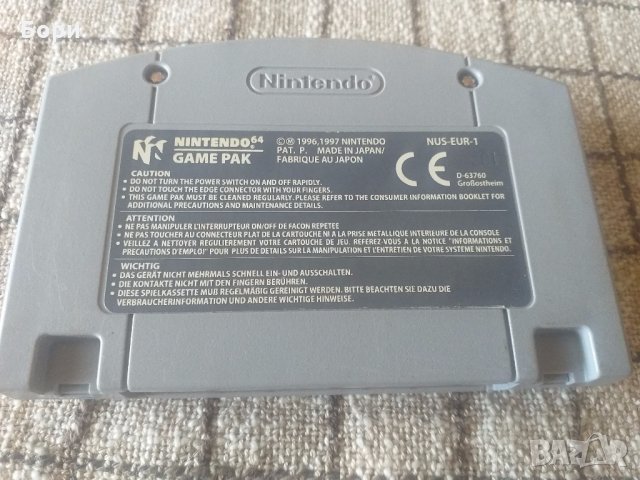 Бори
Nintendo
NINTENDO 64
GAME PAK
© Ⓜ 1996,1997 NINTENDO
PAT. P. MADE IN JAPAN/
FABRIQUE AU JAPON
NUS-EUR-1
CE
D-63760
Großostheim
CAUTION
• DO NOT TURN THE POWER SWITCH ON AND OFF RAPIDLY.
• DO NOT TOUCH THE EDGE CONNECTOR WITH YOUR FINGERS.
• THIS GAME PAK MUST BE CLEANED REGULARLY. PLEASE REFER TO THE CONSUMER INFORMATION BOOKLET FOR
ADDITIONAL PRECAUTIONS AND MAINTENANCE DETAILS.
ATTENTION
• NE PAS MANIPULER L'INTERRUPTEUR ON/OFF DE FACON REPETEE
• NE PAS TOUCHER AU CONNECTEUR PLAT DE LA CARTOUCHE NI A LA PRISE METALLIQUE INTERIEURE DE LA CONSOLE
• VEILLEZ A NETTOYER REGULIEREMENT VOTRE CARTOUCHE DE JEU. REFEREZ-VOUS A LA NOTICE "INFORMATIONS ET
PRECAUTIONS D'EMPLOI" POUR PLUS DE DETAILS SUR LA MANIPULATION ET L'ENTRETIEN DE VOTRE SYSTÈME NINTENDO.
WICHTIG
• DAS GERÄT NICHT MEHRMALS SCHNELL EIN- UND AUSSCHALTEN.
• DIE KONTAKTE NICHT MIT DEN FINGERN BERÜHREN.
• DIESE SPIELKASSETTE MUß REGELMÄßIG GEREINIGT WERDEN. BITTE BEACHTEN SIE DAZU DIE
VERBRAUCHERINFORMATION UND ANDERE WICHTIGE HINWEISE.
BAZAR